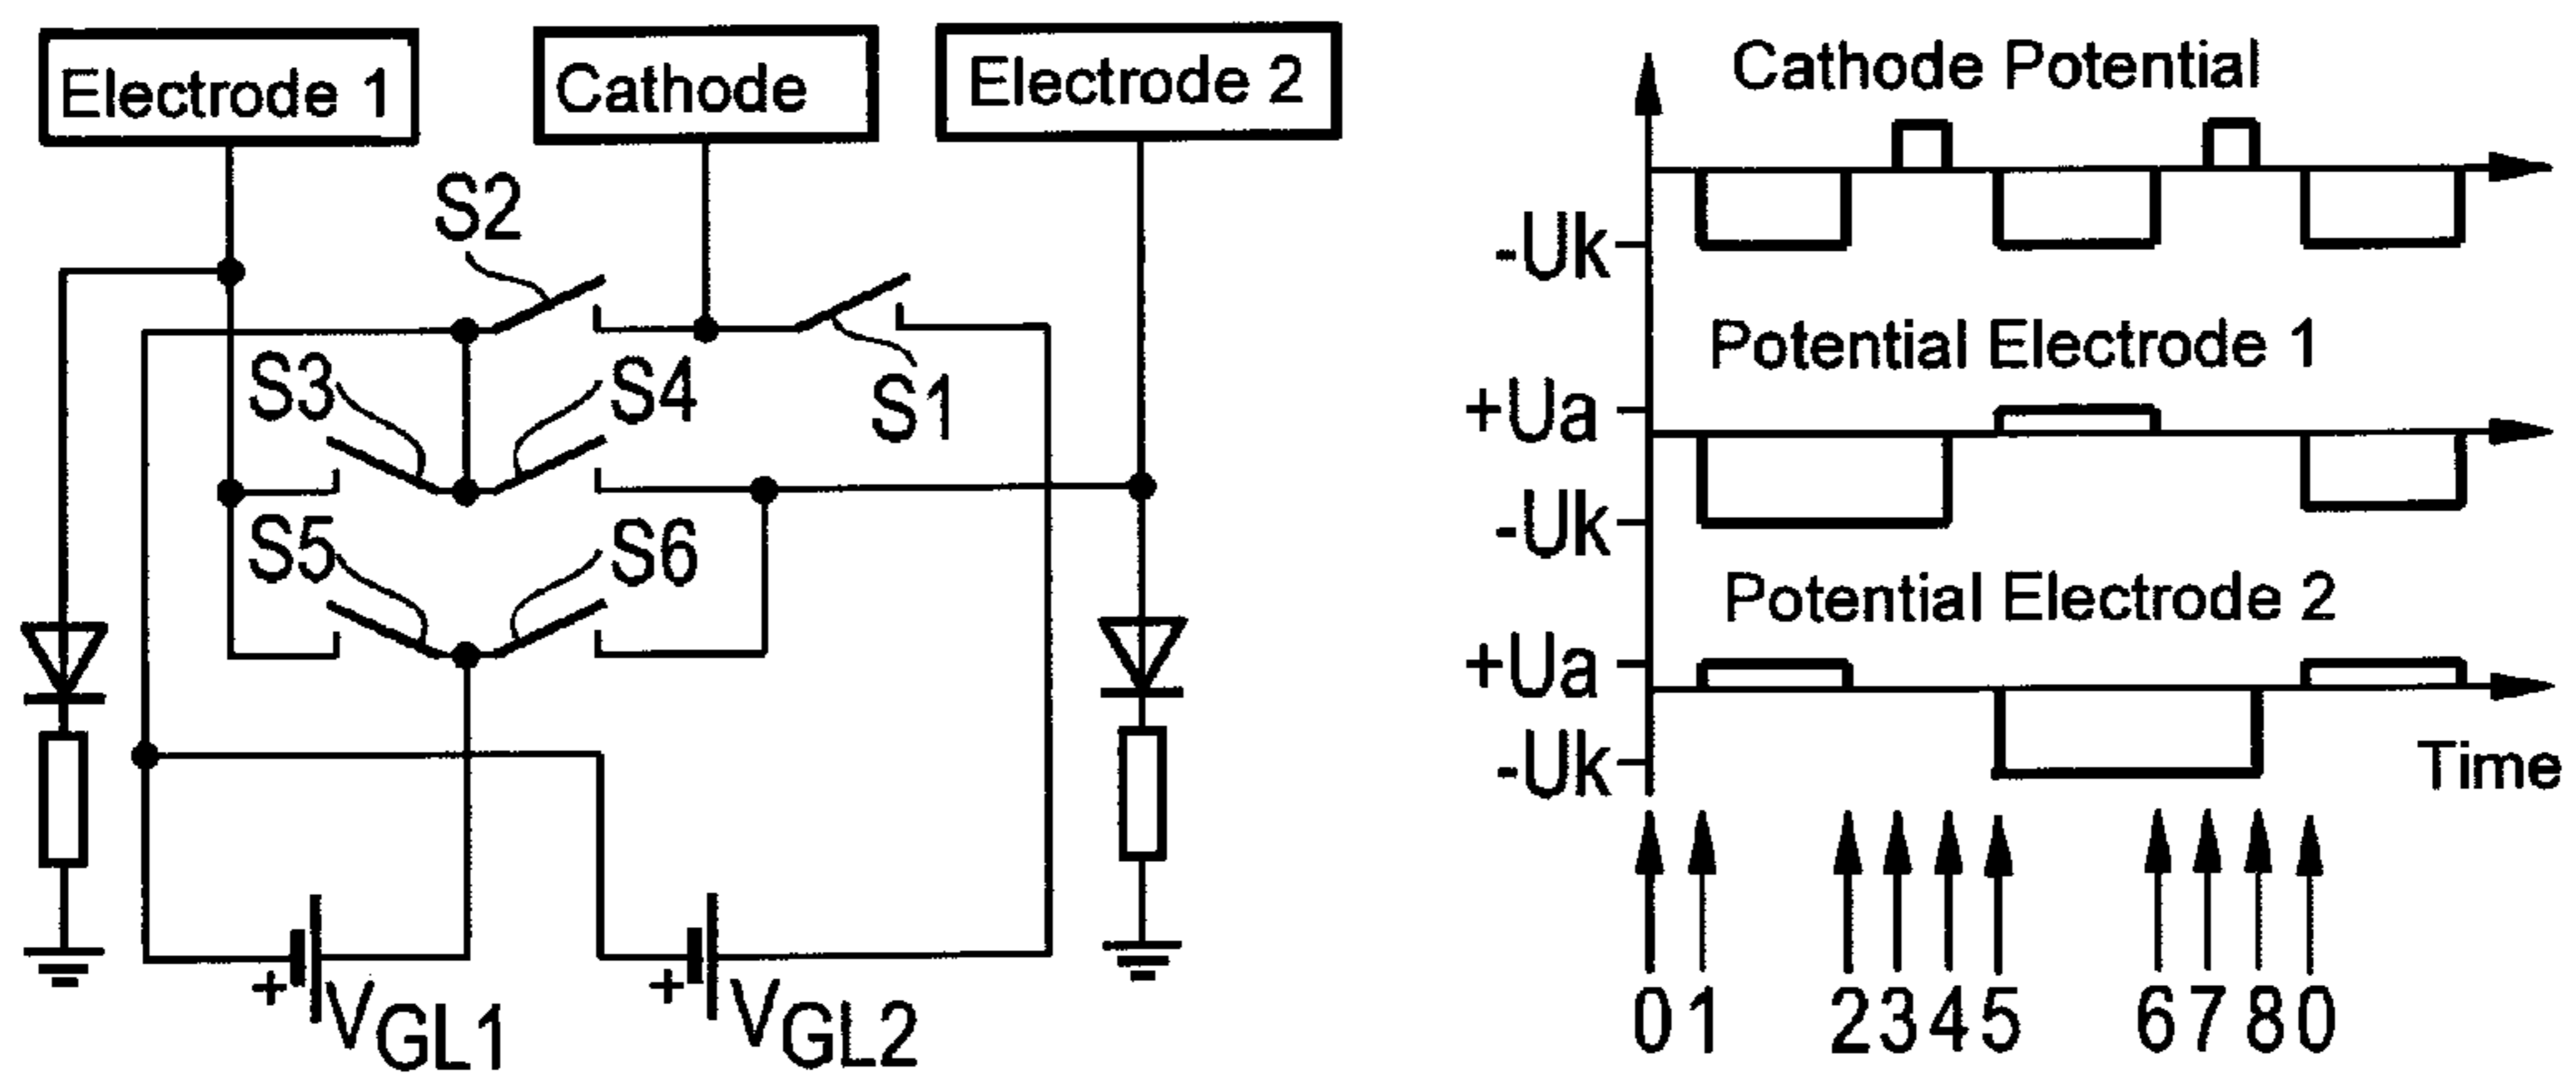 Electrode 1
Cathode
Electrode 2
S2
S3
S4
S1
S5
S6
+
VGL1
+
VGL2
Cathode Potential
-Uk
Potential Electrode 1
+Ua
-Uk
Potential Electrode 2
+Ua
-Uk
Time
0 1 2 3 4 5 6 7 8 0